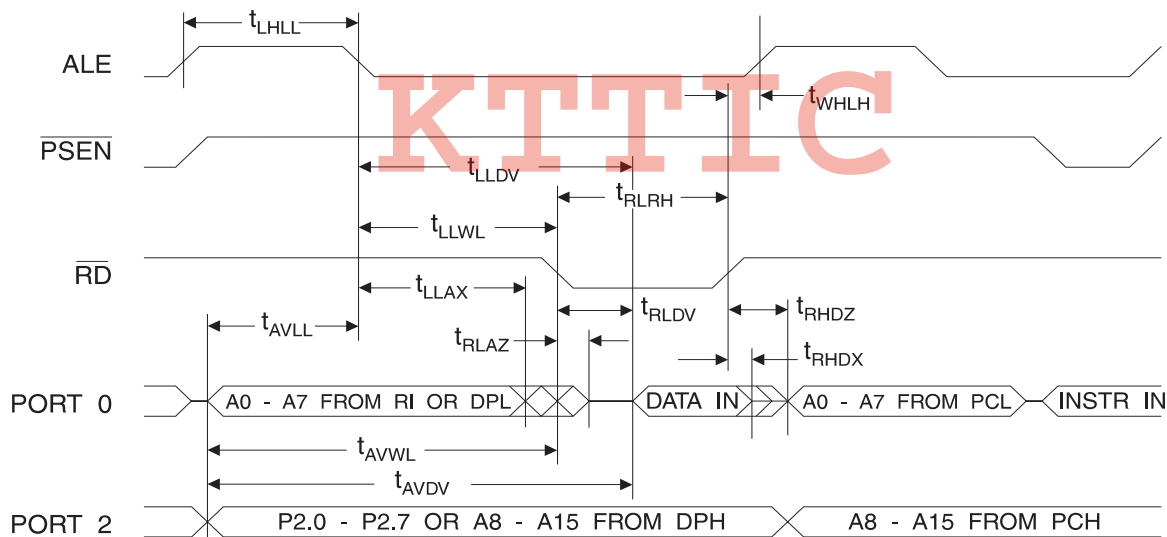 tLHLL
ALE
KTTIC
tWHLH
PSEN
tLLDV
tRLRH
tLLWL
RD
tLLAX
tRLDV
tRHDZ
tAVLL
tRLAZ
tRHDX
PORT 0
A0 - A7 FROM RI OR DPL
DATA IN
A0 - A7 FROM PCL
INSTR IN
tAVWL
tAVDV
PORT 2
P2.0 - P2.7 OR A8 - A15 FROM DPH
A8 - A15 FROM PCH